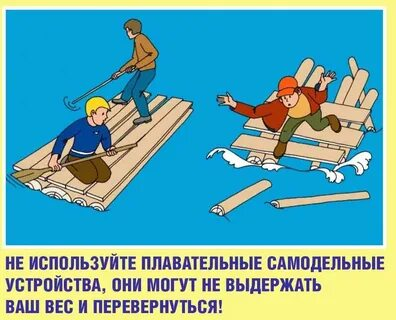 НЕ ИСПОЛЬЗУЙТЕ ПЛАВАТЕЛЬНЫЕ САМОДЕЛЬНЫЕ
УСТРОЙСТВА, ОНИ МОГУТ НЕ ВЫДЕРЖАТЬ
ВАШ ВЕС И ПЕРЕВЕРНУТЬСЯ!